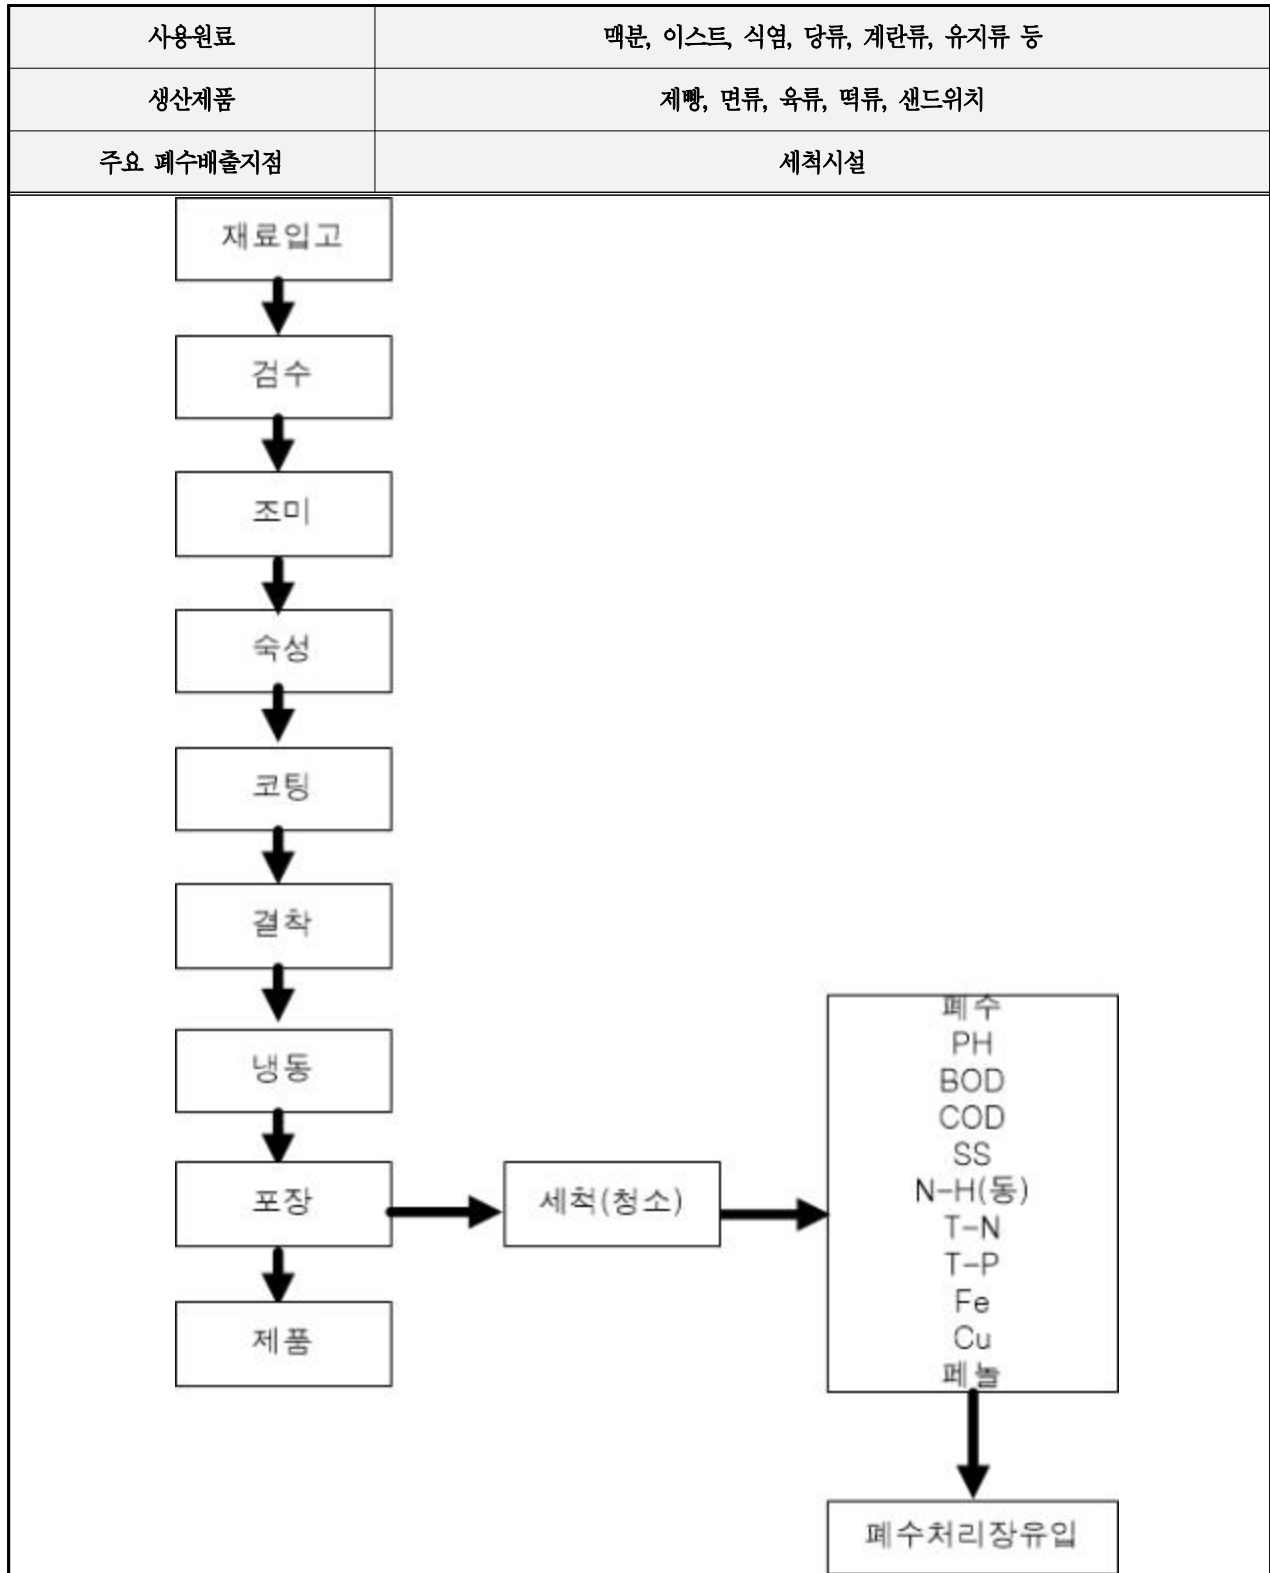 사용원료 맥분, 이스트, 식염, 당류, 계란류, 유지류 등
생산제품 제빵, 면류, 육류, 떡류, 샌드위치
주요 폐수배출지점 세척시설
재료입고
검수
조미
숙성
코팅
결착
냉동
포장
제품
세척(청소)
폐수
PH
BOD
COD
SS
N-H(동)
T-N
T-P
Fe
Cu
페놀
폐수처리장유입